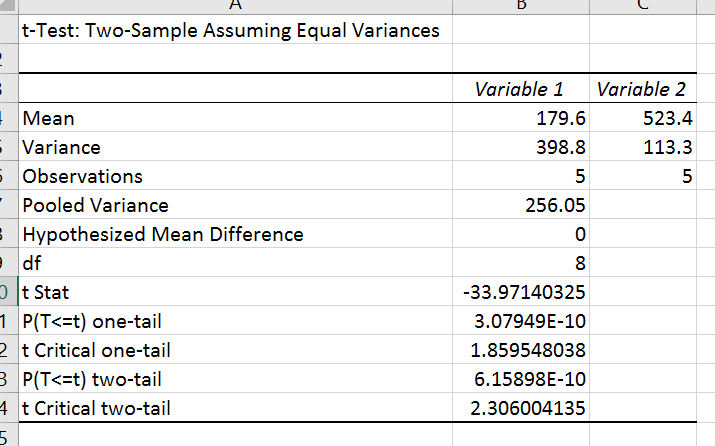 A B C
t-Test: Two-Sample Assuming Equal Variances
Variable 1 Variable 2
Mean 179.6 523.4
Variance 398.8 113.3
Observations 5 5
Pooled Variance 256.05
Hypothesized Mean Difference 0
df 8
t Stat -33.97140325
P(T<=t) one-tail 3.07949E-10
t Critical one-tail 1.859548038
P(T<=t) two-tail 6.15898E-10
t Critical two-tail 2.306004135